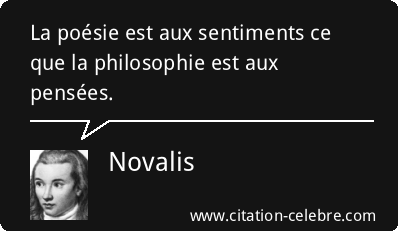 La poésie est aux sentiments ce
que la philosophie est aux
pensées.
Novalis
www.citation-celebre.com